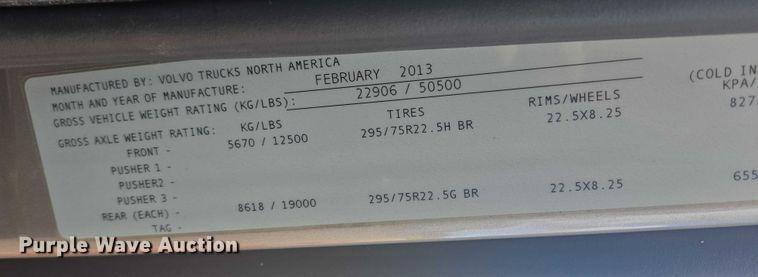 MANUFACTURED BY: VOLVO TRUCKS NORTH AMERICA
MONTH AND YEAR OF MANUFACTURE: FEBRUARY 2013
GROSS VEHICLE WEIGHT RATING (KG/LBS): 22906 / 50500
(COLD IN
GROSS AXLE WEIGHT RATING: KG/LBS TIRES RIMS/WHEELS KPA/
FRONT - 5670 / 12500 295/75R22.5H BR 22.5X8.25 827
PUSHER 1 -
PUSHER2 -
PUSHER 3 -
REAR (EACH) - 8618 / 19000 295/75R22.5G BR 22.5X8.25 655
TAG -
Purple Wave Auction